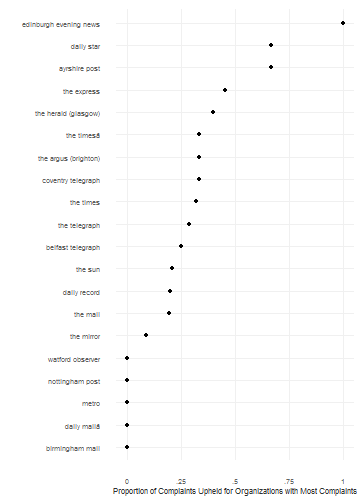 edinburgh evening news
daily star
ayrshire post
the express
the herald (glasgow)
the timesâ
the argus (brighton)
coventry telegraph
the times
the telegraph
belfast telegraph
the sun
daily record
the mail
the mirror
watford observer
nottingham post
metro
daily mailâ
birmingham mail
0 .25 .5 .75 1
Proportion of Complaints Upheld for Organizations with Most Complaints